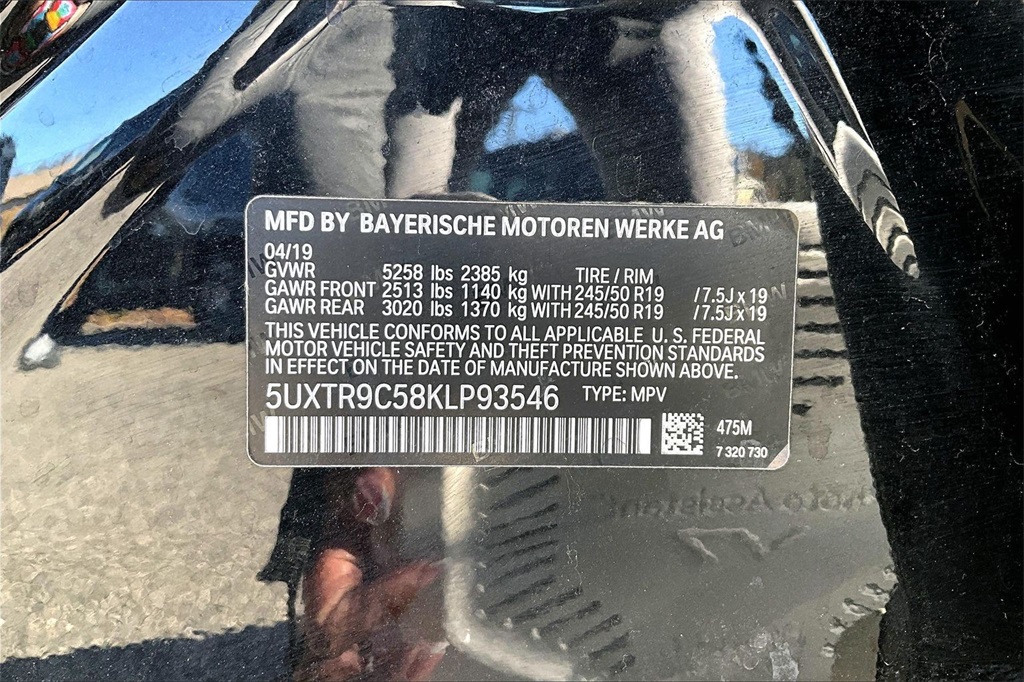 MFD BY BAYERISCHE MOTOREN WERKE AG
04/19
GVWR 5258 lbs 2385 kg TIRE / RIM
GAWR FRONT 2513 lbs 1140 kg WITH 245/50 R19 / 7.5J x 19
GAWR REAR 3020 lbs 1370 kg WITH 245/50 R19 / 7.5J x 19
THIS VEHICLE CONFORMS TO ALL APPLICABLE U. S. FEDERAL
MOTOR VEHICLE SAFETY AND THEFT PREVENTION STANDARDS
IN EFFECT ON THE DATE OF MANUFACTURE SHOWN ABOVE.
5UXTR9C58KLP93546 TYPE: MPV
475M
7 320 730